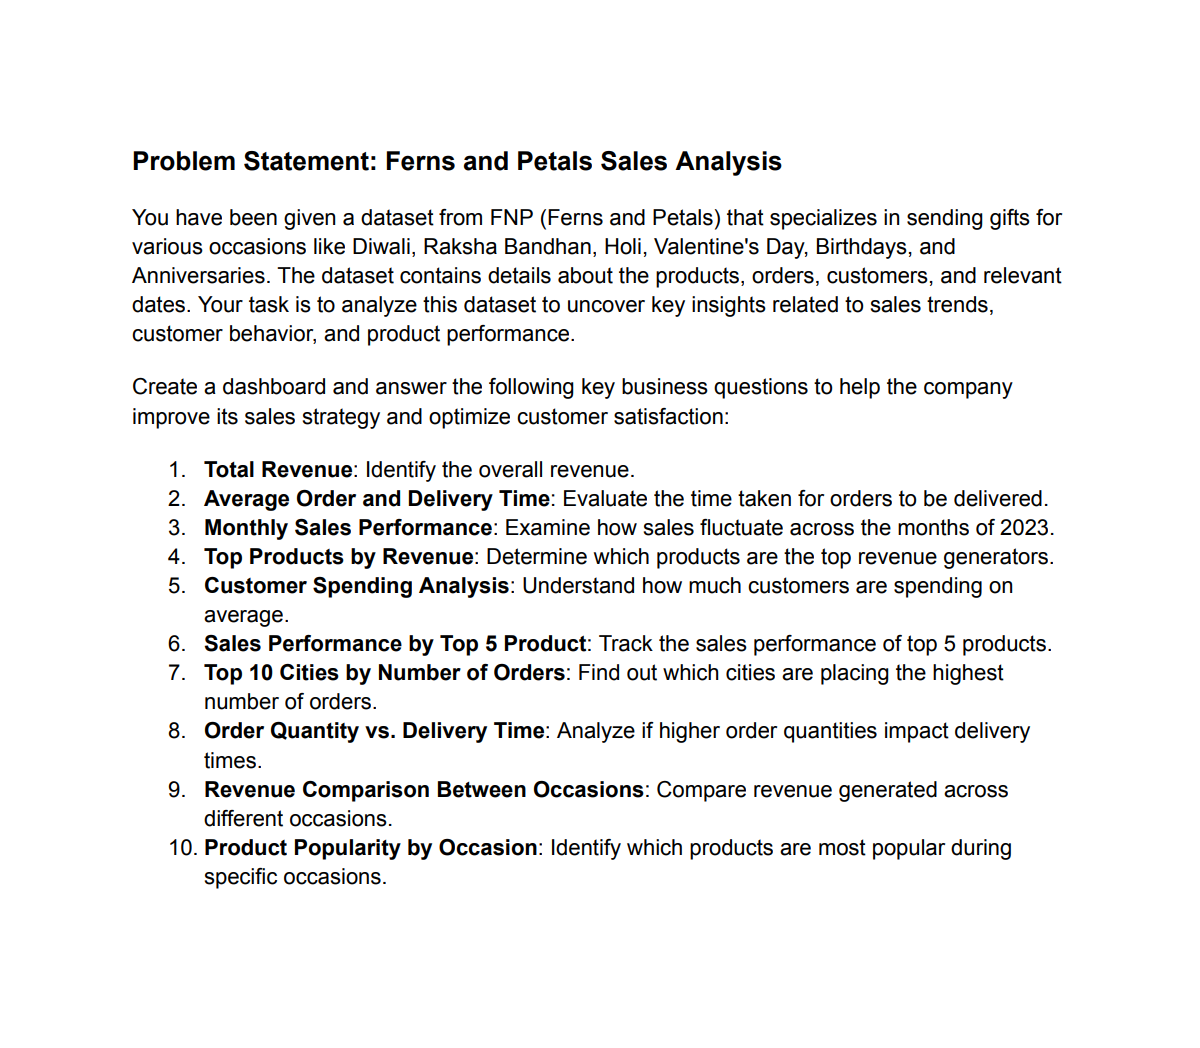 Problem Statement: Ferns and Petals Sales Analysis
You have been given a dataset from FNP (Ferns and Petals) that specializes in sending gifts for
various occasions like Diwali, Raksha Bandhan, Holi, Valentine's Day, Birthdays, and
Anniversaries. The dataset contains details about the products, orders, customers, and relevant
dates. Your task is to analyze this dataset to uncover key insights related to sales trends,
customer behavior, and product performance.
Create a dashboard and answer the following key business questions to help the company
improve its sales strategy and optimize customer satisfaction:
1. Total Revenue: Identify the overall revenue.
2. Average Order and Delivery Time: Evaluate the time taken for orders to be delivered.
3. Monthly Sales Performance: Examine how sales fluctuate across the months of 2023.
4. Top Products by Revenue: Determine which products are the top revenue generators.
5. Customer Spending Analysis: Understand how much customers are spending on
average.
6. Sales Performance by Top 5 Product: Track the sales performance of top 5 products.
7. Top 10 Cities by Number of Orders: Find out which cities are placing the highest
number of orders.
8. Order Quantity vs. Delivery Time: Analyze if higher order quantities impact delivery
times.
9. Revenue Comparison Between Occasions: Compare revenue generated across
different occasions.
10. Product Popularity by Occasion: Identify which products are most popular during
specific occasions.